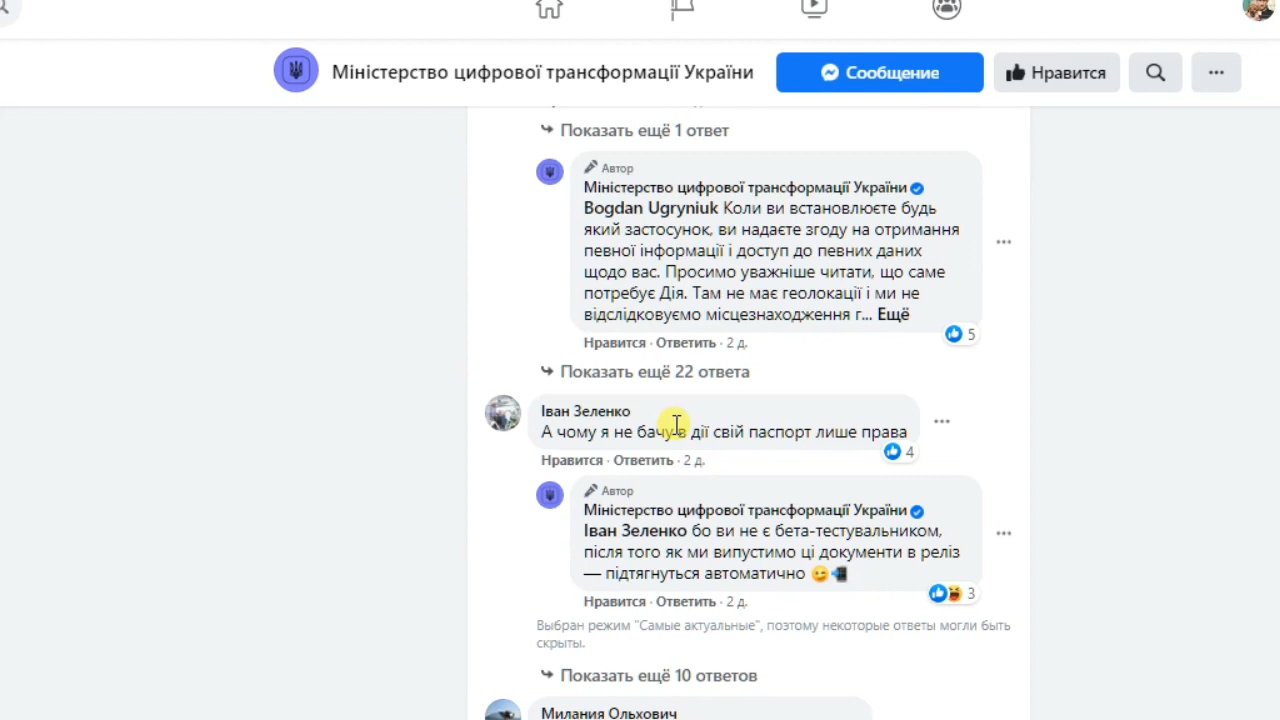 Міністерство цифрової трансформації України
Сообщение
Нравится
Показать ещё 1 ответ
Автор
Міністерство цифрової трансформації України
Bogdan Ugryniuk Коли ви встановлюєте будь
який застосунок, ви надаєте згоду на отримання
певної інформації і доступ до певних даних
щодо вас. Просимо уважніше читати, що саме
потребує Дія. Там не має геолокації і ми не
відслідковуємо місцезнаходження г... Ещё
5
Нравится · Ответить · 2 д.
Показать ещё 22 ответа
Іван Зеленко
А чому я не бачу в дії свій паспорт лише права
4
Нравится · Ответить · 2 д.
Автор
Міністерство цифрової трансформації України
Іван Зеленко бо ви не є бета-тестувальником,
після того як ми випустимо ці документи в реліз
— підтягнуться автоматично 😉📲
3
Нравится · Ответить · 2 д.
Выбран режим "Самые актуальные", поэтому некоторые ответы могли быть
скрыты.
Показать ещё 10 ответов
Милания Ольхович